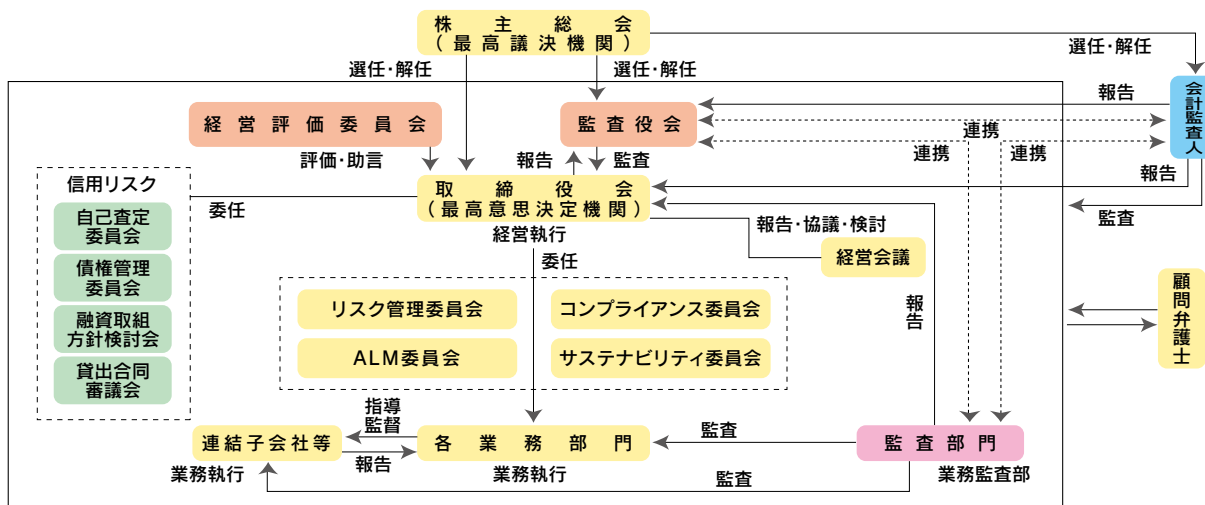 株主総会
(最高議決機関)
選任・解任
選任・解任
選任・解任
経営評価委員会
監査役会
会計監査人
報告
連携
連携
連携
評価・助言
報告
監査
報告
監査
信用リスク
自己査定
委員会
債権管理
委員会
融資取組
方針検討会
貸出合同
審議会
委任
取締役会
(最高意思決定機関)
経営執行
委任
報告・協議・検討
経営会議
報告
顧問弁護士
リスク管理委員会
コンプライアンス委員会
ALM委員会
サステナビリティ委員会
指導
監督
連結子会社等
業務執行
報告
各業務部門
業務執行
監査
監査部門
業務監査部
監査